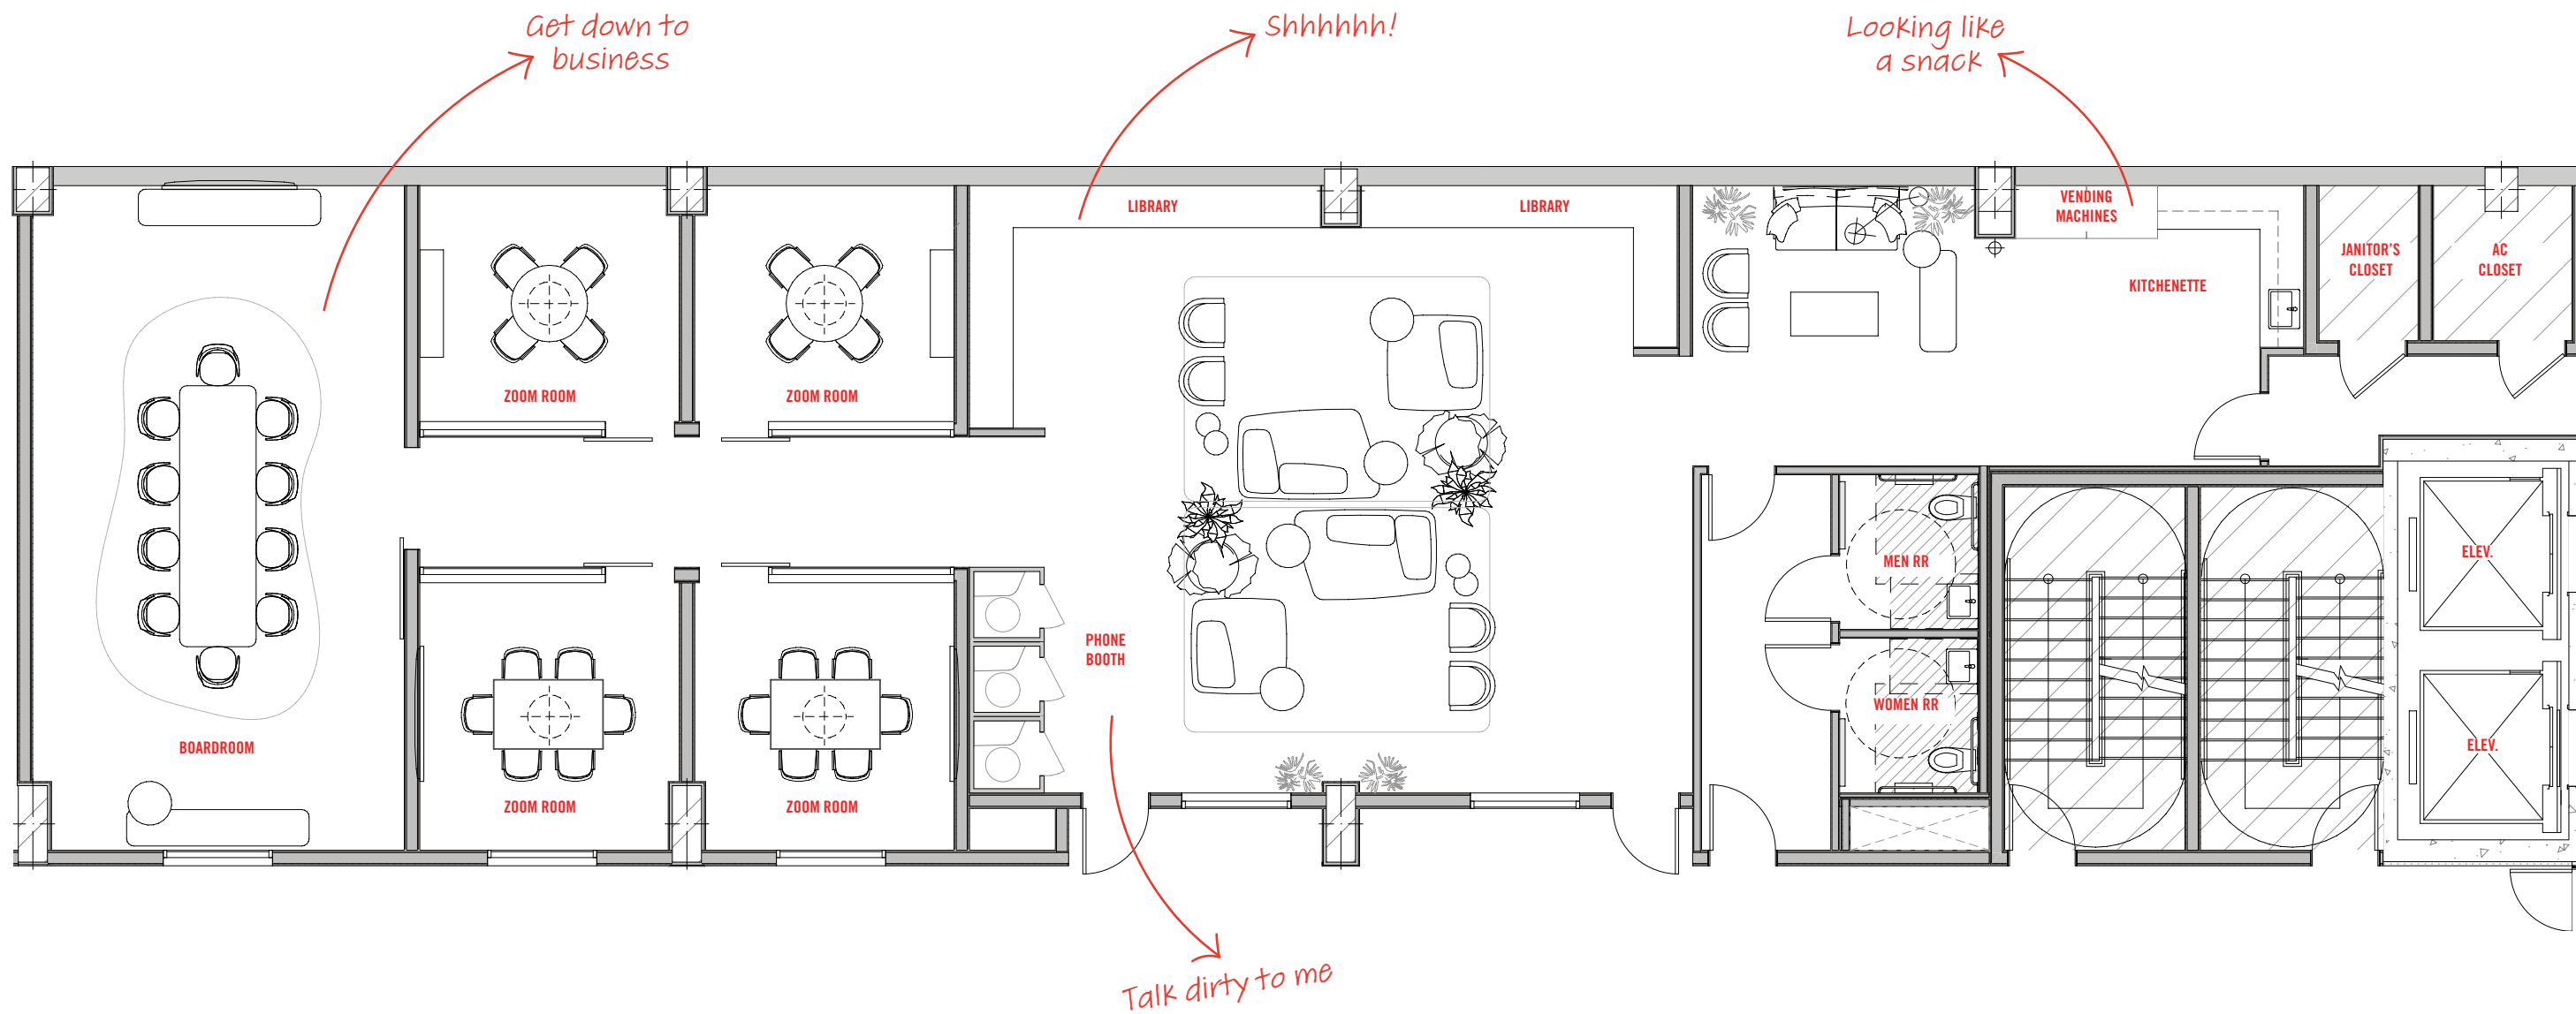 Get down to
business
Shhhhhh!
Looking like
a snack
LIBRARY
LIBRARY
VENDING
MACHINES
JANITOR'S
CLOSET
AC
CLOSET
KITCHENETTE
ZOOM ROOM
ZOOM ROOM
MEN RR
ELEV.
PHONE
BOOTH
WOMEN RR
BOARDROOM
ELEV.
ZOOM ROOM
ZOOM ROOM
Talk dirty to me